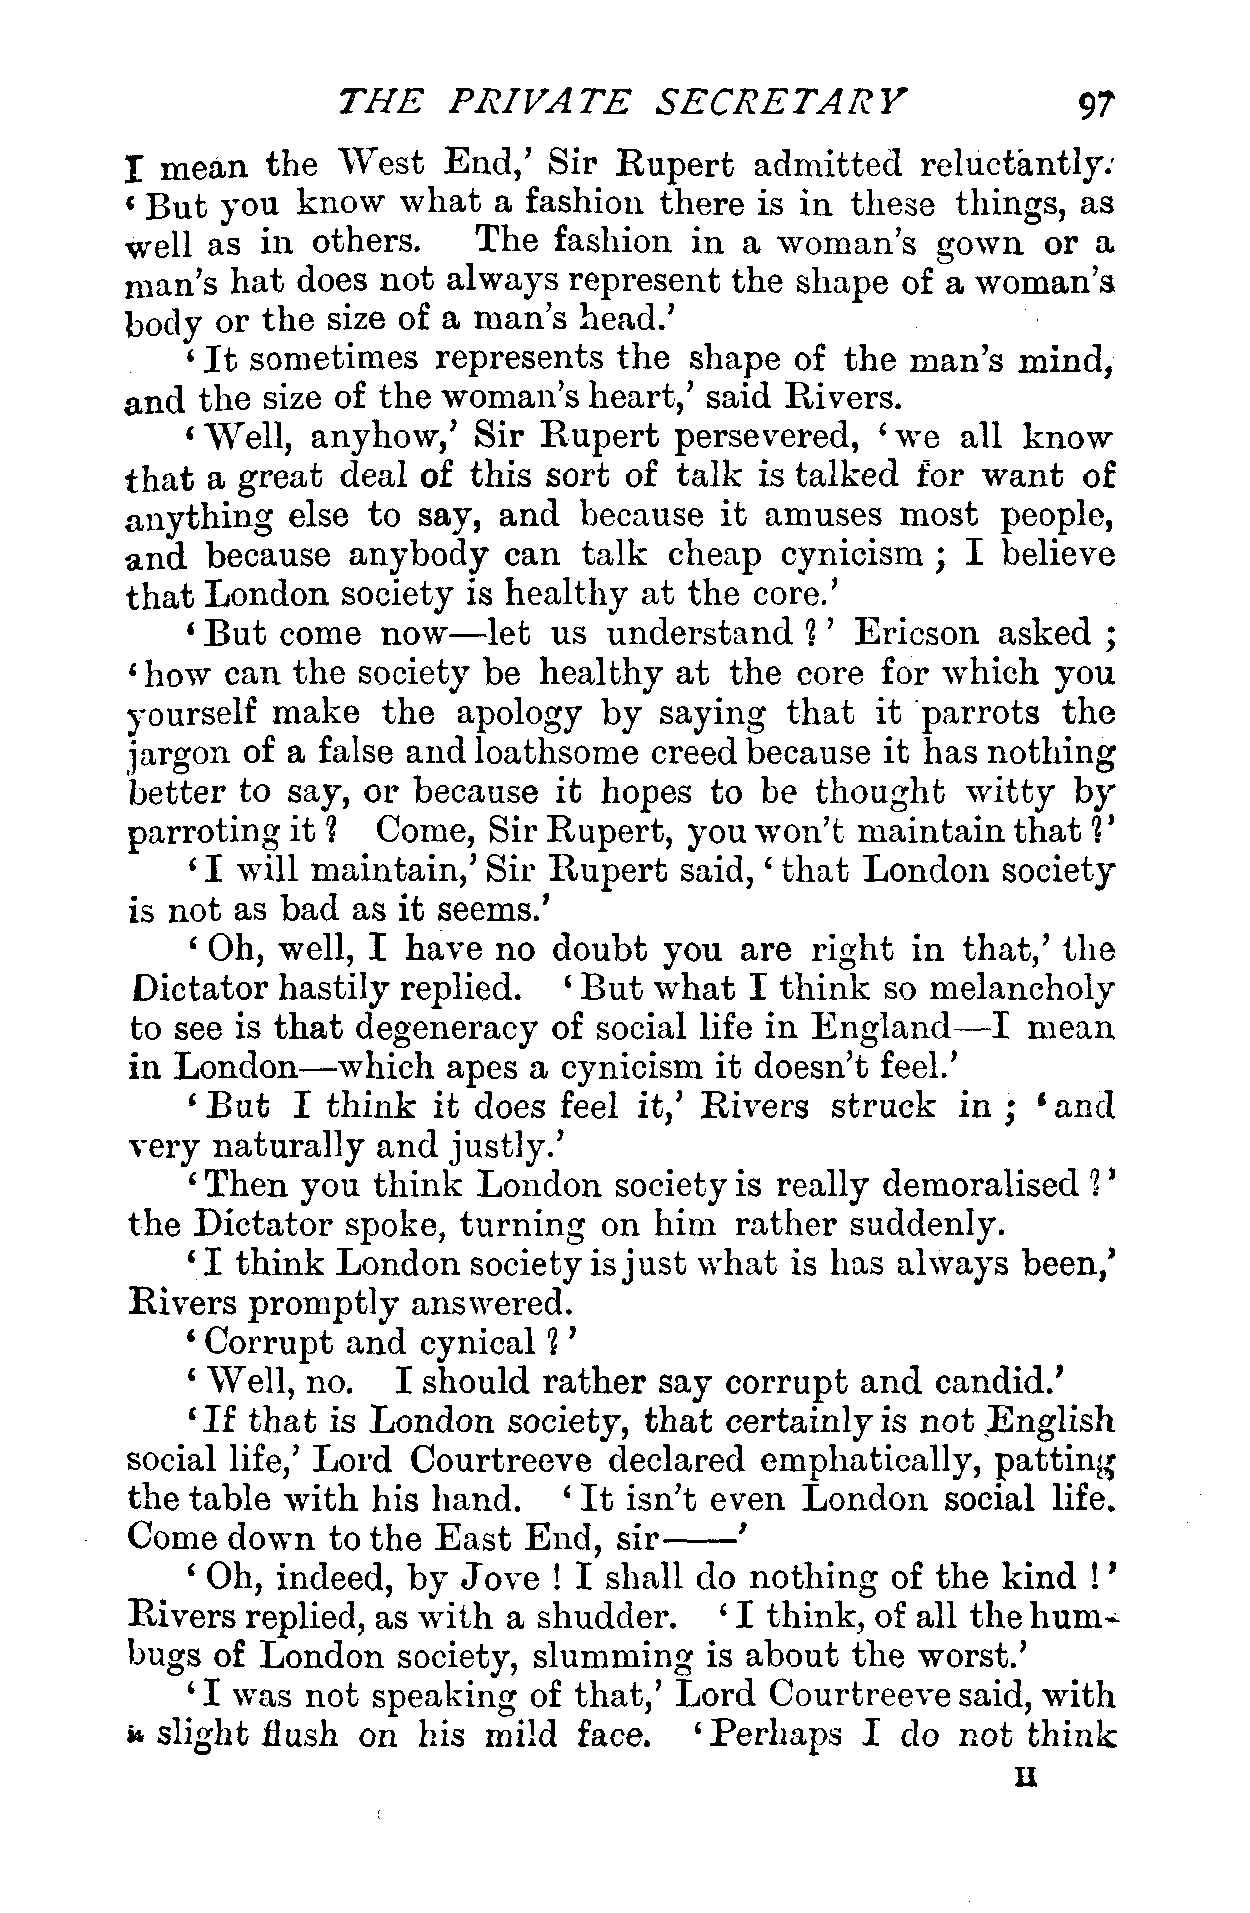 THE PRIVATE SECRETARY 97
I mean the West End,' Sir Rupert admitted reluctantly.
'But you know what a fashion there is in these things, as
well as in others. The fashion in a woman's gown or a
man's hat does not always represent the shape of a woman's
body or the size of a man's head.'
'It sometimes represents the shape of the man's mind,
and the size of the woman's heart,' said Rivers.
'Well, anyhow,' Sir Rupert persevered, 'we all know
that a great deal of this sort of talk is talked for want of
anything else to say, and because it amuses most people,
and because anybody can talk cheap cynicism; I believe
that London society is healthy at the core.'
'But come now—let us understand?' Ericson asked;
'how can the society be healthy at the core for which you
yourself make the apology by saying that it parrots the
jargon of a false and loathsome creed because it has nothing
better to say, or because it hopes to be thought witty by
parroting it? Come, Sir Rupert, you won't maintain that?'
'I will maintain,' Sir Rupert said, 'that London society
is not as bad as it seems.'
'Oh, well, I have no doubt you are right in that,' the
Dictator hastily replied. 'But what I think so melancholy
to see is that degeneracy of social life in England—I mean
in London—which apes a cynicism it doesn't feel.'
'But I think it does feel it,' Rivers struck in; 'and
very naturally and justly.'
'Then you think London society is really demoralised?'
the Dictator spoke, turning on him rather suddenly.
'I think London society is just what is has always been,'
Rivers promptly answered.
'Corrupt and cynical?'
'Well, no. I should rather say corrupt and candid.'
'If that is London society, that certainly is not English
social life,' Lord Courtreeve declared emphatically, patting
the table with his hand. 'It isn't even London social life.
Come down to the East End, sir——'
'Oh, indeed, by Jove! I shall do nothing of the kind!'
Rivers replied, as with a shudder. 'I think, of all the hum-
bugs of London society, slumming is about the worst.'
'I was not speaking of that,' Lord Courtreeve said, with
a slight flush on his mild face. 'Perhaps I do not think